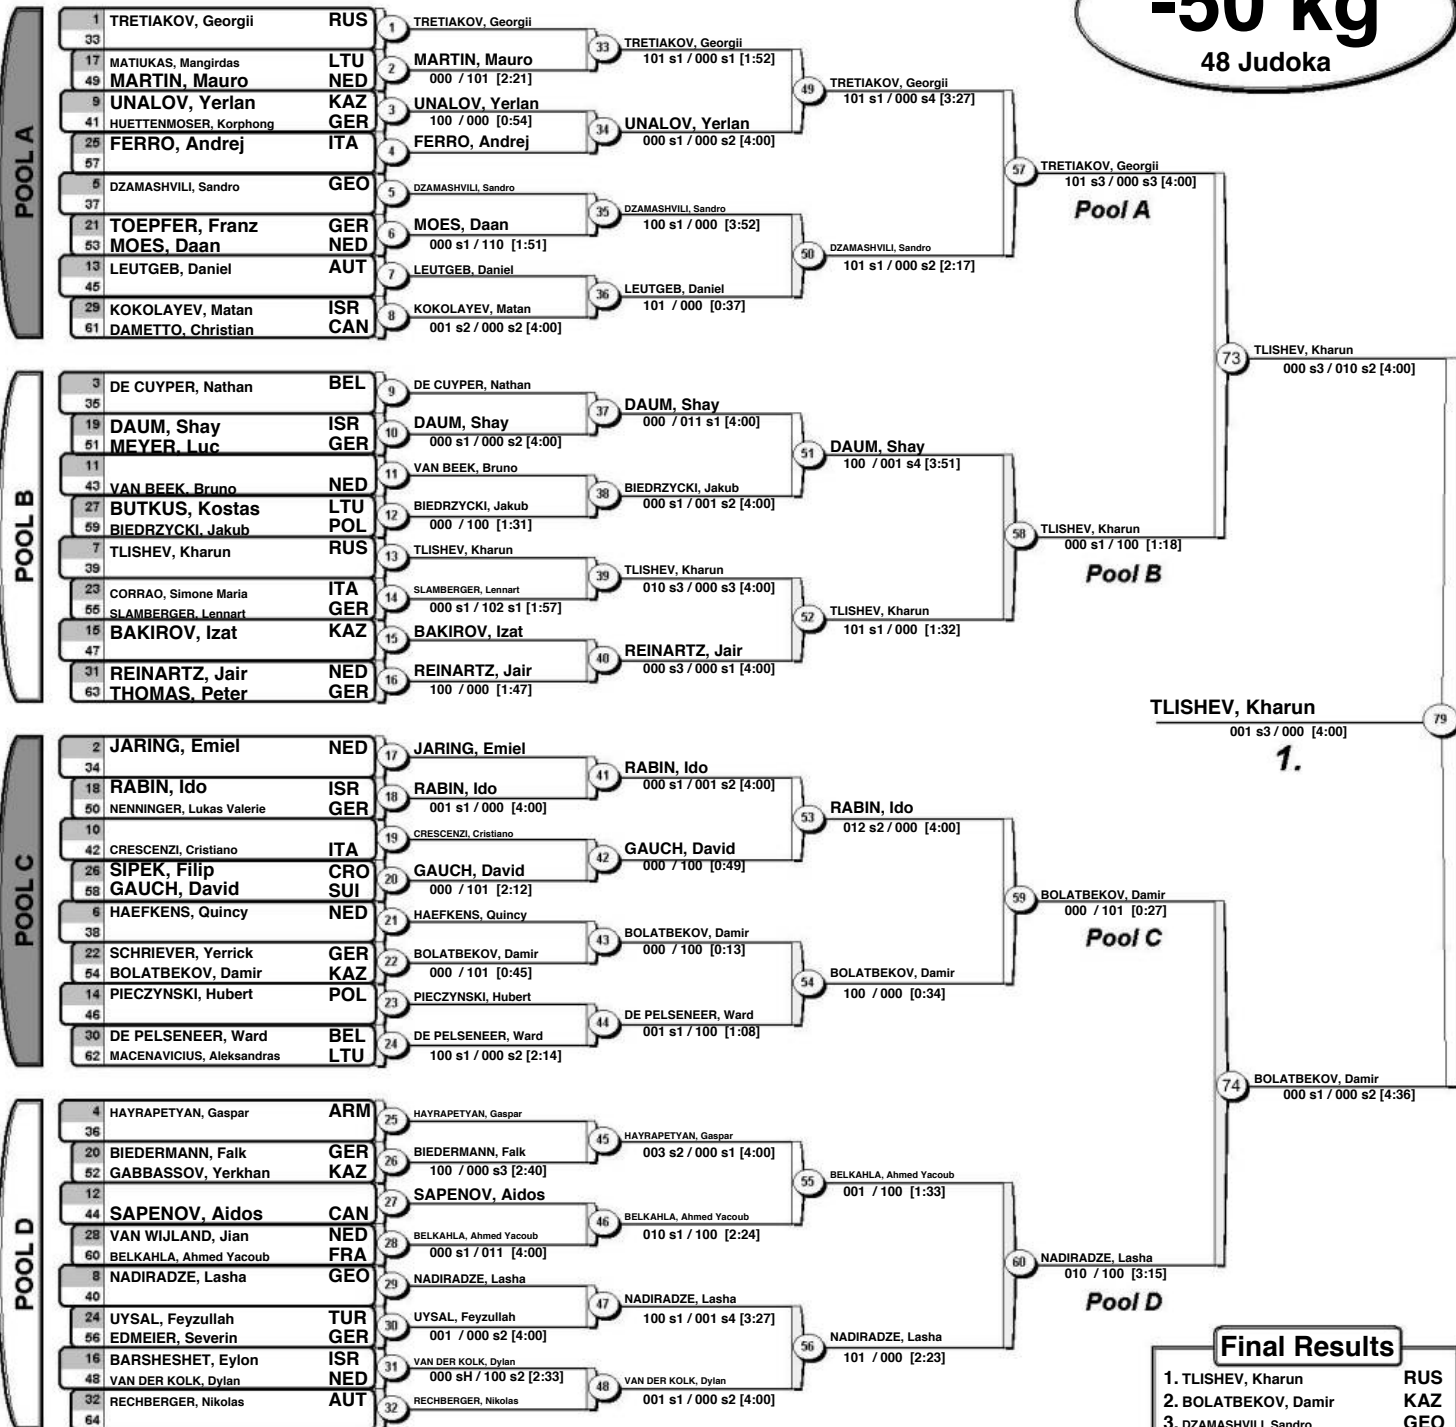 -50 kg
48 Judoka
POOL A
1 TRETIAKOV, Georgii RUS
33
17 MATIUKAS, Mangirdas LTU
49 MARTIN, Mauro NED
9 UNALOV, Yerlan KAZ
41 HUETTENMOSER, Korphong GER
25 FERRO, Andrej ITA
57
5 DZAMASHVILI, Sandro GEO
37
21 TOEPFER, Franz GER
53 MOES, Daan NED
13 LEUTGEB, Daniel AUT
45
29 KOKOLAYEV, Matan ISR
61 DAMETTO, Christian CAN
1 TRETIAKOV, Georgii
2 MARTIN, Mauro
000 / 101 [2:21]
3 UNALOV, Yerlan
100 / 000 [0:54]
4 FERRO, Andrej
5 DZAMASHVILI, Sandro
6 MOES, Daan
000 s1 / 110 [1:51]
7 LEUTGEB, Daniel
8 KOKOLAYEV, Matan
001 s2 / 000 s2 [4:00]
33 TRETIAKOV, Georgii
101 s1 / 000 s1 [1:52]
34 UNALOV, Yerlan
000 s1 / 000 s2 [4:00]
35 DZAMASHVILI, Sandro
100 s1 / 000 [3:52]
36 LEUTGEB, Daniel
101 / 000 [0:37]
49 TRETIAKOV, Georgii
101 s1 / 000 s4 [3:27]
50 DZAMASHVILI, Sandro
101 s1 / 000 s2 [2:17]
57 TRETIAKOV, Georgii
101 s3 / 000 s3 [4:00]
Pool A
POOL B
3 DE CUYPER, Nathan BEL
35
19 DAUM, Shay ISR
51 MEYER, Luc GER
11
43 VAN BEEK, Bruno NED
27 BUTKUS, Kostas LTU
59 BIEDRZYCKI, Jakub POL
7 TLISHEV, Kharun RUS
39
23 CORRAO, Simone Maria ITA
55 SLAMBERGER, Lennart GER
15 BAKIROV, Izat KAZ
47
31 REINARTZ, Jair NED
63 THOMAS, Peter GER
9 DE CUYPER, Nathan
10 DAUM, Shay
000 s1 / 000 s2 [4:00]
11 VAN BEEK, Bruno
12 BIEDRZYCKI, Jakub
000 / 100 [1:31]
13 TLISHEV, Kharun
14 SLAMBERGER, Lennart
000 s1 / 102 s1 [1:57]
15 BAKIROV, Izat
16 REINARTZ, Jair
100 / 000 [1:47]
37 DAUM, Shay
000 / 011 s1 [4:00]
38 BIEDRZYCKI, Jakub
000 s1 / 001 s2 [4:00]
39 TLISHEV, Kharun
010 s3 / 000 s3 [4:00]
40 REINARTZ, Jair
000 s3 / 000 s1 [4:00]
51 DAUM, Shay
100 / 001 s4 [3:51]
52 TLISHEV, Kharun
101 s1 / 000 [1:32]
58 TLISHEV, Kharun
000 s1 / 100 [1:18]
Pool B
73 TLISHEV, Kharun
000 s3 / 010 s2 [4:00]
TLISHEV, Kharun 79
001 s3 / 000 [4:00]
1.
POOL C
2 JARING, Emiel NED
34
18 RABIN, Ido ISR
50 NENNINGER, Lukas Valerie GER
10
42 CRESCENZI, Cristiano ITA
26 SIPEK, Filip CRO
58 GAUCH, David SUI
6 HAEFKENS, Quincy NED
38
22 SCHRIEVER, Yerrick GER
54 BOLATBEKOV, Damir KAZ
14 PIECZYNSKI, Hubert POL
46
30 DE PELSENEER, Ward BEL
62 MACENAVICIUS, Aleksandras LTU
17 JARING, Emiel
18 RABIN, Ido
001 s1 / 000 [4:00]
19 CRESCENZI, Cristiano
20 GAUCH, David
000 / 101 [2:12]
21 HAEFKENS, Quincy
22 BOLATBEKOV, Damir
000 / 101 [0:45]
23 PIECZYNSKI, Hubert
24 DE PELSENEER, Ward
100 s1 / 000 s2 [2:14]
41 RABIN, Ido
000 s1 / 001 s2 [4:00]
42 GAUCH, David
000 / 100 [0:49]
43 BOLATBEKOV, Damir
000 / 100 [0:13]
44 DE PELSENEER, Ward
001 s1 / 100 [1:08]
53 RABIN, Ido
012 s2 / 000 [4:00]
54 BOLATBEKOV, Damir
100 / 000 [0:34]
59 BOLATBEKOV, Damir
000 / 101 [0:27]
Pool C
74 BOLATBEKOV, Damir
000 s1 / 000 s2 [4:36]
POOL D
4 HAYRAPETYAN, Gaspar ARM
36
20 BIEDERMANN, Falk GER
52 GABBASSOV, Yerkhan KAZ
12
44 SAPENOV, Aidos CAN
28 VAN WIJLAND, Jian NED
60 BELKAHLA, Ahmed Yacoub FRA
8 NADIRADZE, Lasha GEO
40
24 UYSAL, Feyzullah TUR
56 EDMEIER, Severin GER
16 BARSHESHET, Eylon ISR
48 VAN DER KOLK, Dylan NED
32 RECHBERGER, Nikolas AUT
64
25 HAYRAPETYAN, Gaspar
26 BIEDERMANN, Falk
100 / 000 s3 [2:40]
27 SAPENOV, Aidos
28 BELKAHLA, Ahmed Yacoub
000 s1 / 011 [4:00]
29 NADIRADZE, Lasha
30 UYSAL, Feyzullah
001 / 000 s2 [4:00]
31 VAN DER KOLK, Dylan
000 sH / 100 s2 [2:33]
32 RECHBERGER, Nikolas
45 HAYRAPETYAN, Gaspar
003 s2 / 000 s1 [4:00]
46 BELKAHLA, Ahmed Yacoub
010 s1 / 100 [2:24]
47 NADIRADZE, Lasha
100 s1 / 001 s4 [3:27]
48 VAN DER KOLK, Dylan
001 s1 / 000 s2 [4:00]
55 BELKAHLA, Ahmed Yacoub
001 / 100 [1:33]
56 NADIRADZE, Lasha
101 / 000 [2:23]
60 NADIRADZE, Lasha
010 / 100 [3:15]
Pool D
Final Results
1. TLISHEV, Kharun RUS
2. BOLATBEKOV, Damir KAZ
3. DZAMASHVILI, Sandro GEO